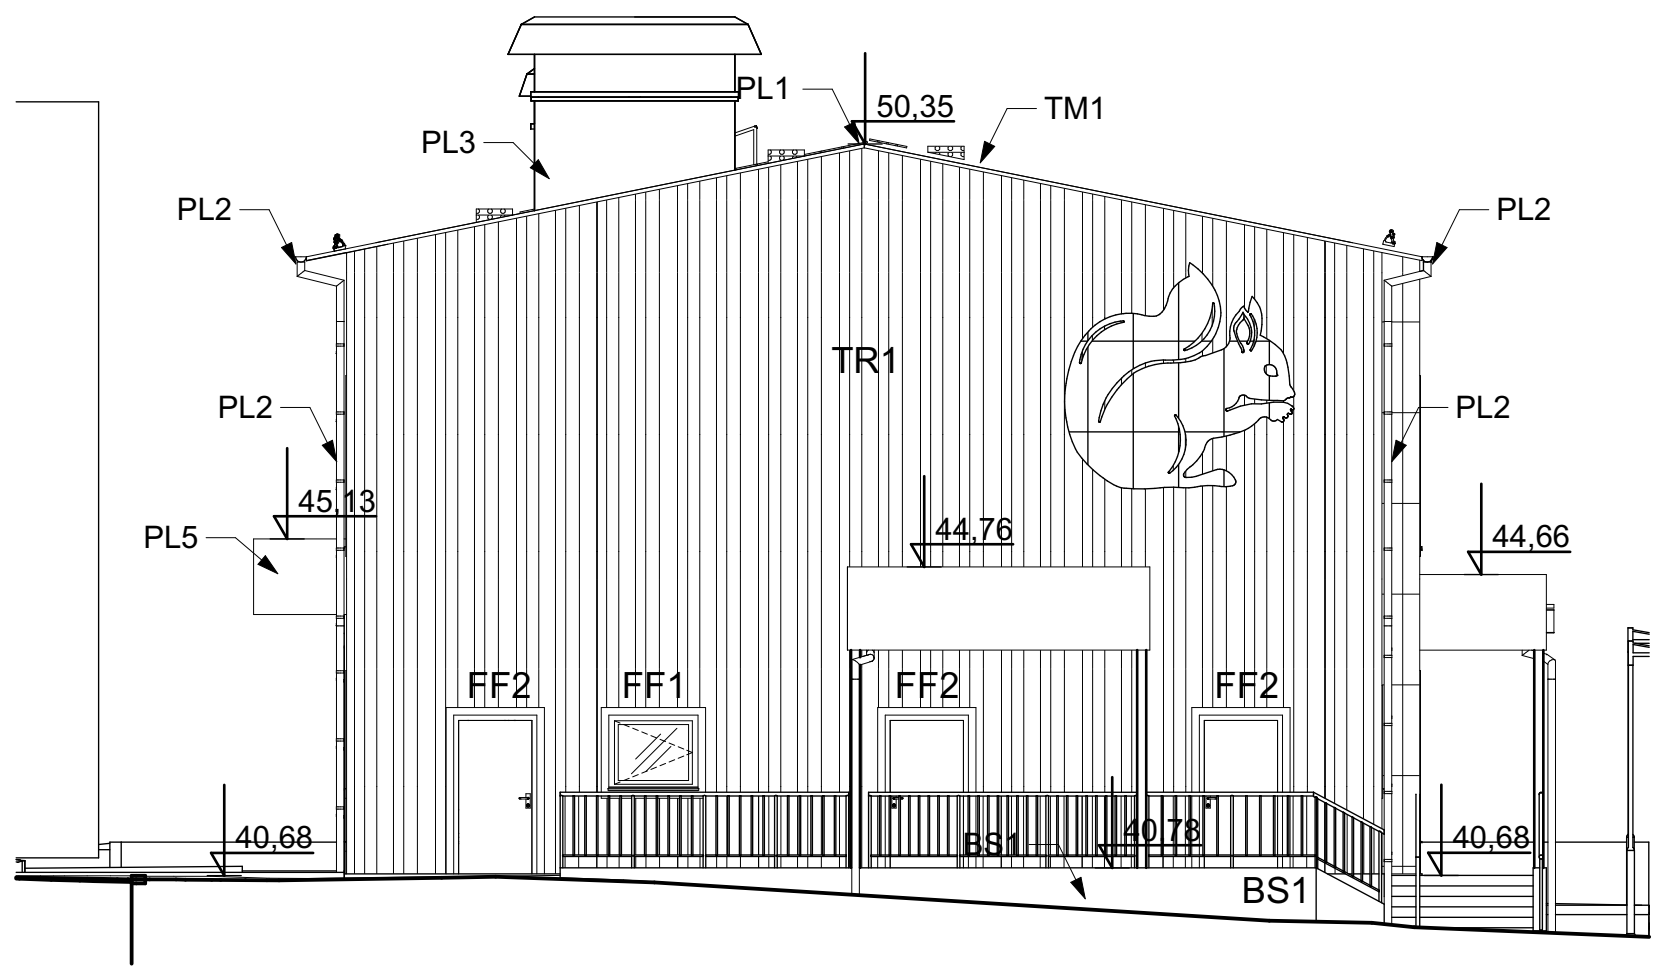 PL1
50,35
TM1
PL3
PL2
PL2
TR1
PL2
PL2
45,13
PL5
44,76
44,66
FF2
FF1
FF2
FF2
40,68
BS1
40,78
40,68
BS1